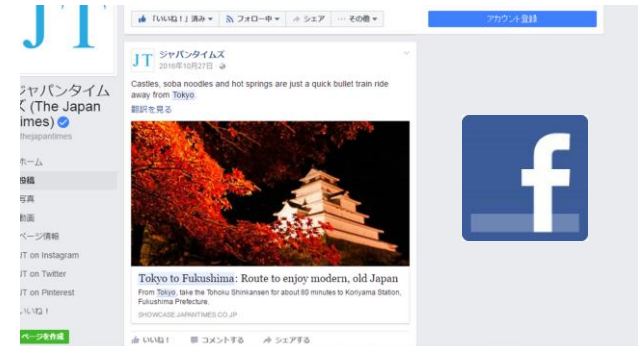 JT
「いいね！」済み
フォロー中
シェア
その他
アカウント登録
ジャパンタイムズ
2016年10月27日
Castles, soba noodles and hot springs are just a quick bullet train ride
away from Tokyo.
翻訳を見る
JT
ジャパンタイム
ズ (The Japan
Times)
thejapantimes
ホーム
投稿
写真
動画
ページ情報
JT on Instagram
JT on Twitter
JT on Pinterest
いいね！
ページを作成
Tokyo to Fukushima: Route to enjoy modern, old Japan
From Tokyo, take the Tohoku Shinkansen for about 80 minutes to Koriyama Station,
Fukushima Prefecture.
SHOWCASE.JAPANTIMES.CO.JP
いいね！
コメントする
シェアする
f